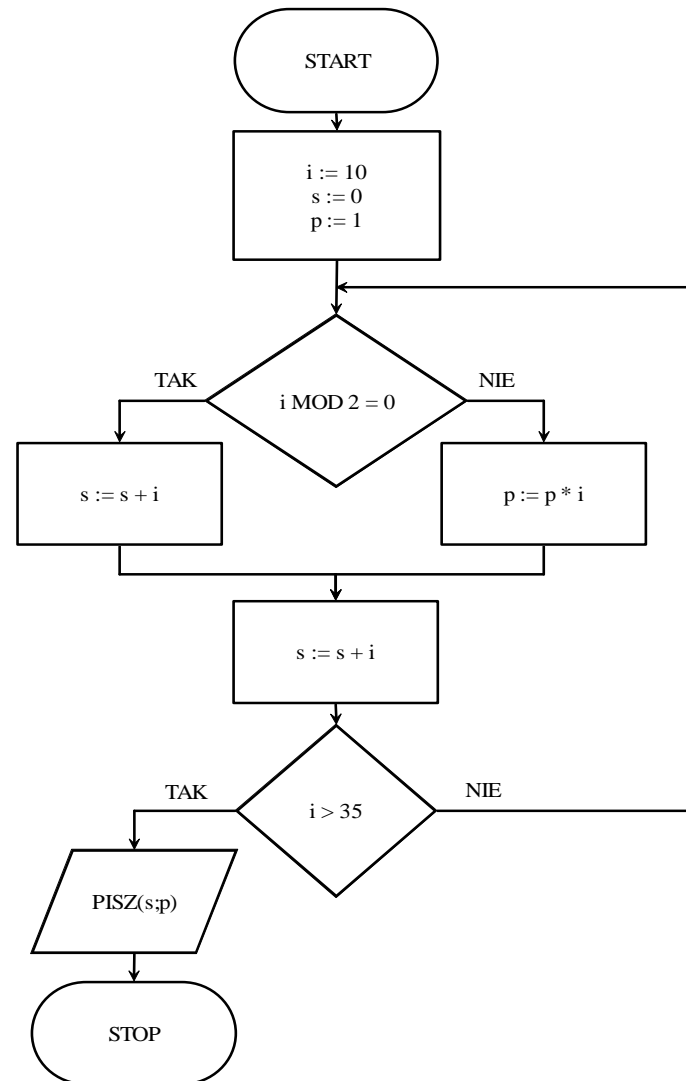 START
i := 10
s := 0
p := 1
i MOD 2 = 0
TAK
NIE
s := s + i
p := p * i
s := s + i
i > 35
TAK
NIE
PISZ(s;p)
STOP